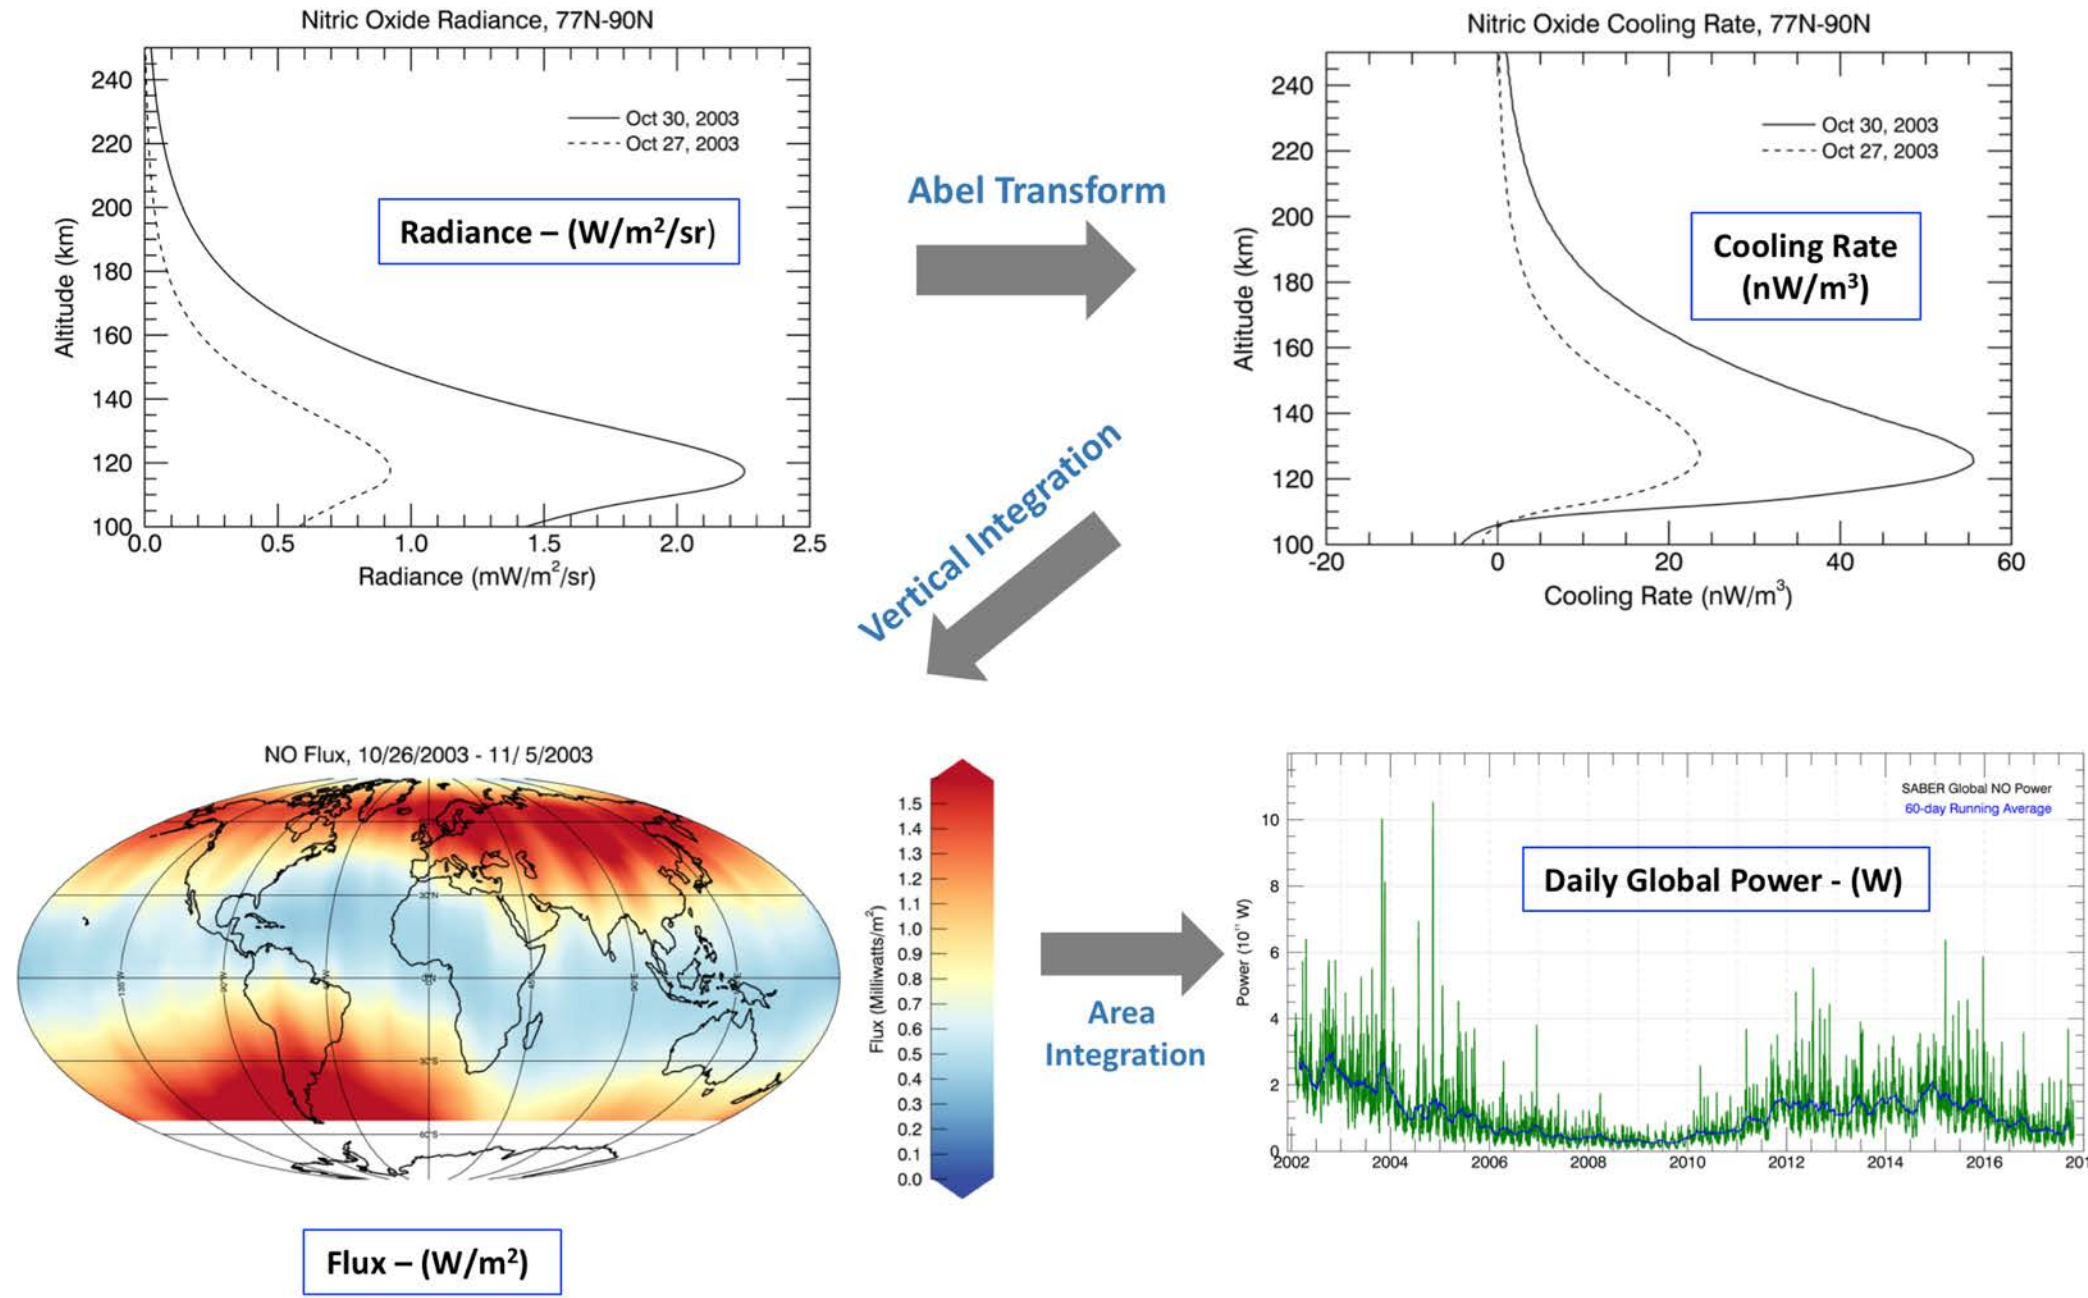 Nitric Oxide Radiance, 77N-90N
240
220
200
180
160
140
120
100
Altitude (km)
Oct 30, 2003
Oct 27, 2003
Radiance – (W/m²/sr)
0.0 0.5 1.0 1.5 2.0 2.5
Radiance (mW/m²/sr)
Abel Transform
Nitric Oxide Cooling Rate, 77N-90N
240
220
200
180
160
140
120
100
Altitude (km)
Oct 30, 2003
Oct 27, 2003
Cooling Rate
(nW/m³)
-20 0 20 40 60
Cooling Rate (nW/m³)
Vertical Integration
NO Flux, 10/26/2003 - 11/ 5/2003
30°N
135°W 90°W 90°E
30°S
60°S
1.5
1.4
1.3
1.2
1.1
1.0
0.9
0.8
0.7
0.6
0.5
0.4
0.3
0.2
0.1
0.0
Flux (Milliwatts/m²)
Flux – (W/m²)
Area
Integration
SABER Global NO Power
60-day Running Average
Daily Global Power - (W)
10
8
6
4
2
0
Power (10¹¹ W)
2002 2004 2006 2008 2010 2012 2014 2016 201